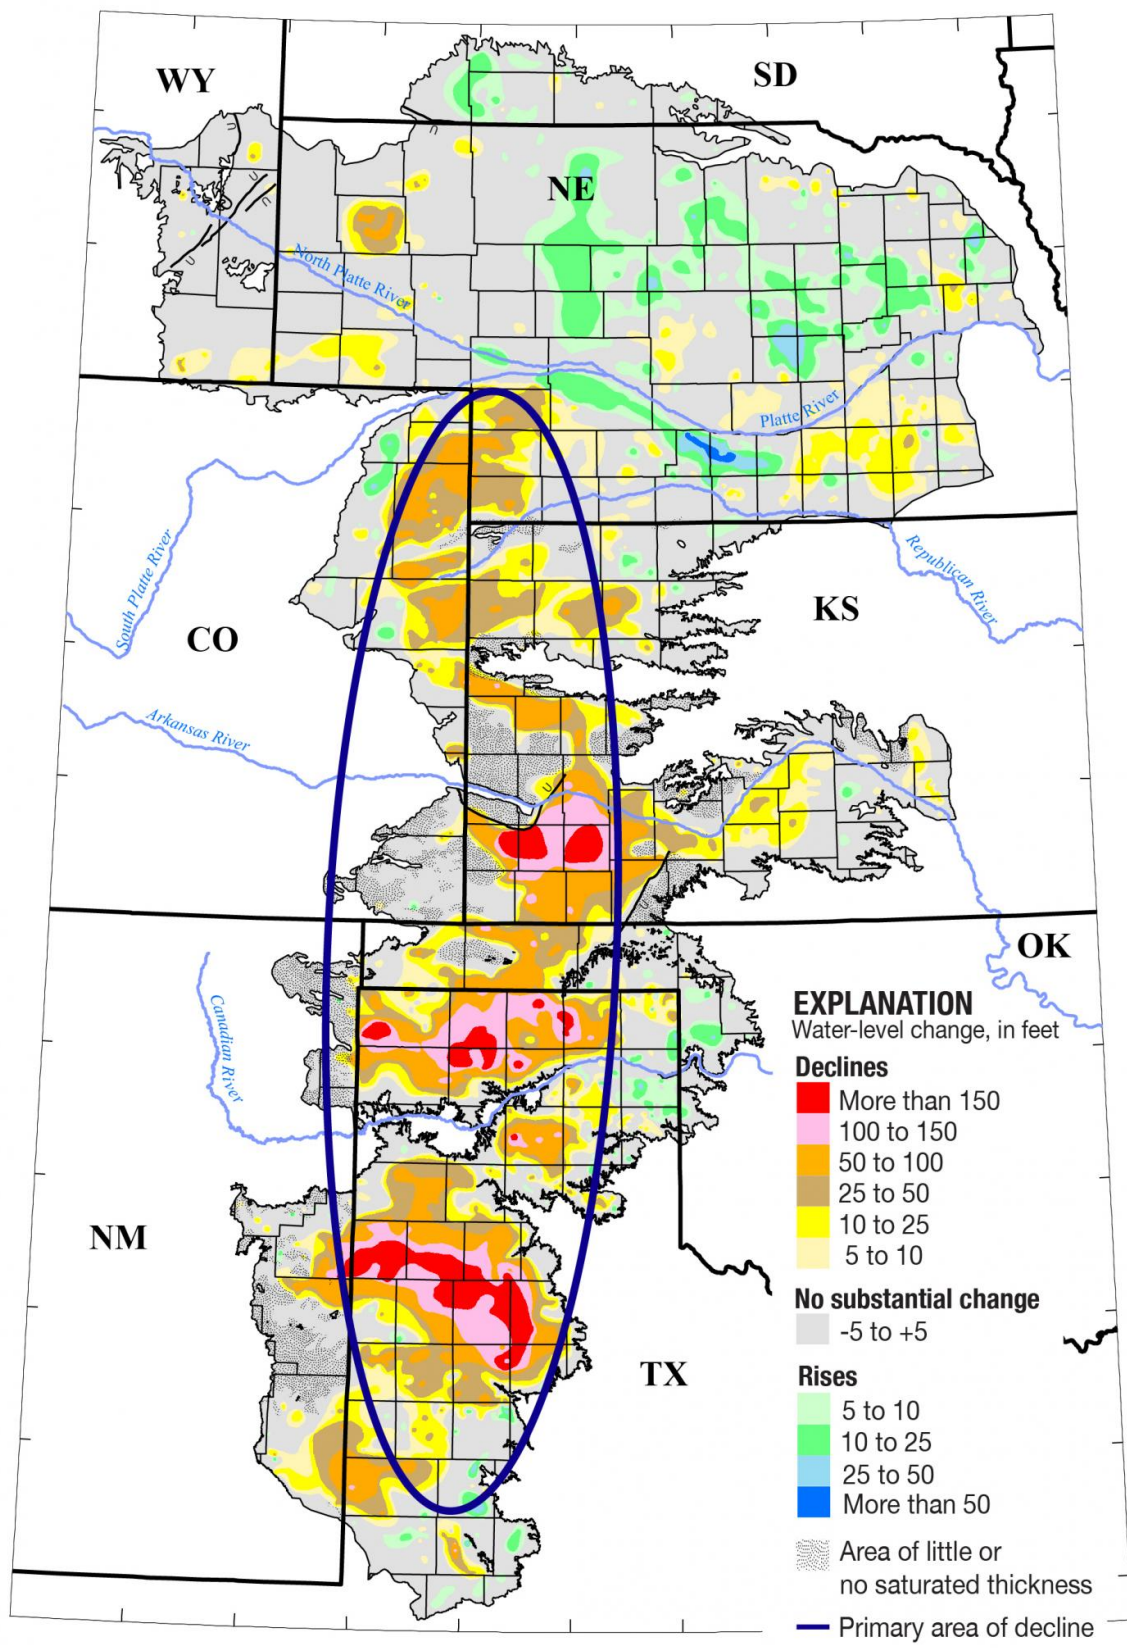 WY
SD
NE
North Platte River
Platte River
South Platte River
Republican River
CO
KS
Arkansas River
U
OK
Canadian River
NM
TX
EXPLANATION
Water-level change, in feet
Declines
More than 150
100 to 150
50 to 100
25 to 50
10 to 25
5 to 10
No substantial change
-5 to +5
Rises
5 to 10
10 to 25
25 to 50
More than 50
Area of little or
no saturated thickness
Primary area of decline